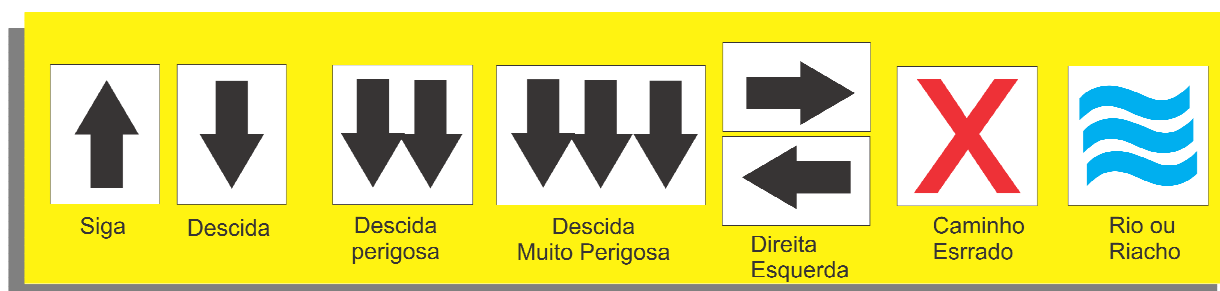 Siga
Descida
Descida
perigosa
Descida
Muito Perigosa
Direita
Esquerda
Caminho
Esrrado
Rio ou
Riacho